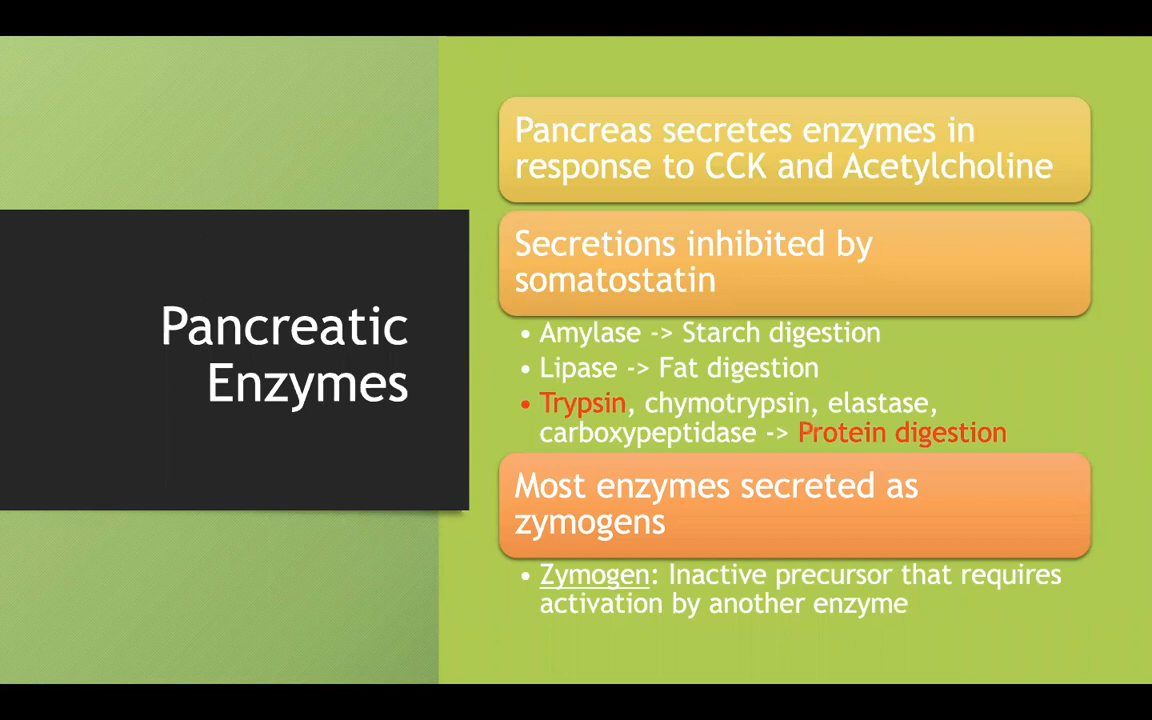 Pancreatic
Enzymes
Pancreas secretes enzymes in
response to CCK and Acetylcholine
Secretions inhibited by
somatostatin
• Amylase -> Starch digestion
• Lipase -> Fat digestion
• Trypsin, chymotrypsin, elastase,
carboxypeptidase -> Protein digestion
Most enzymes secreted as
zymogens
• Zymogen: Inactive precursor that requires
activation by another enzyme